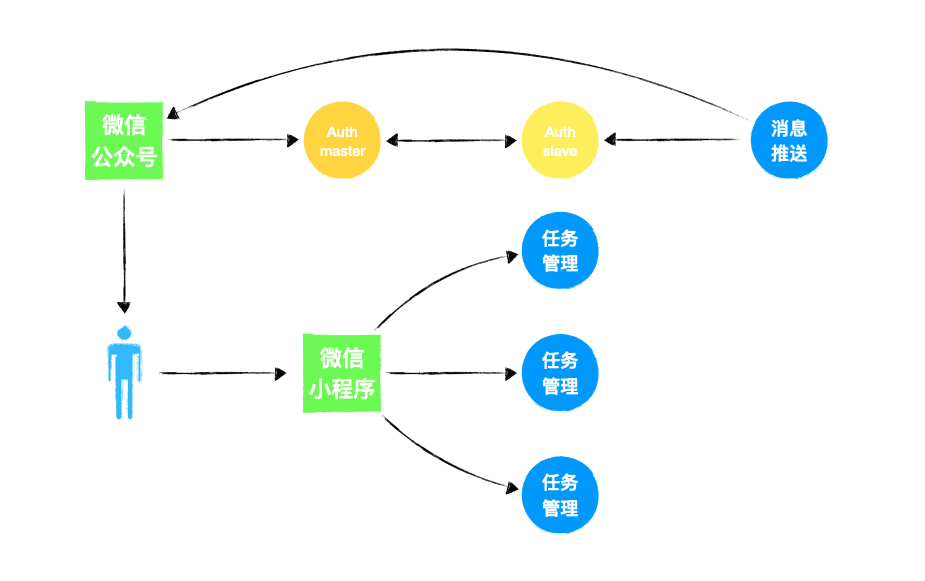 微信
公众号
Auth
master
Auth
slave
消息
推送
任务
管理
微信
小程序
任务
管理
任务
管理